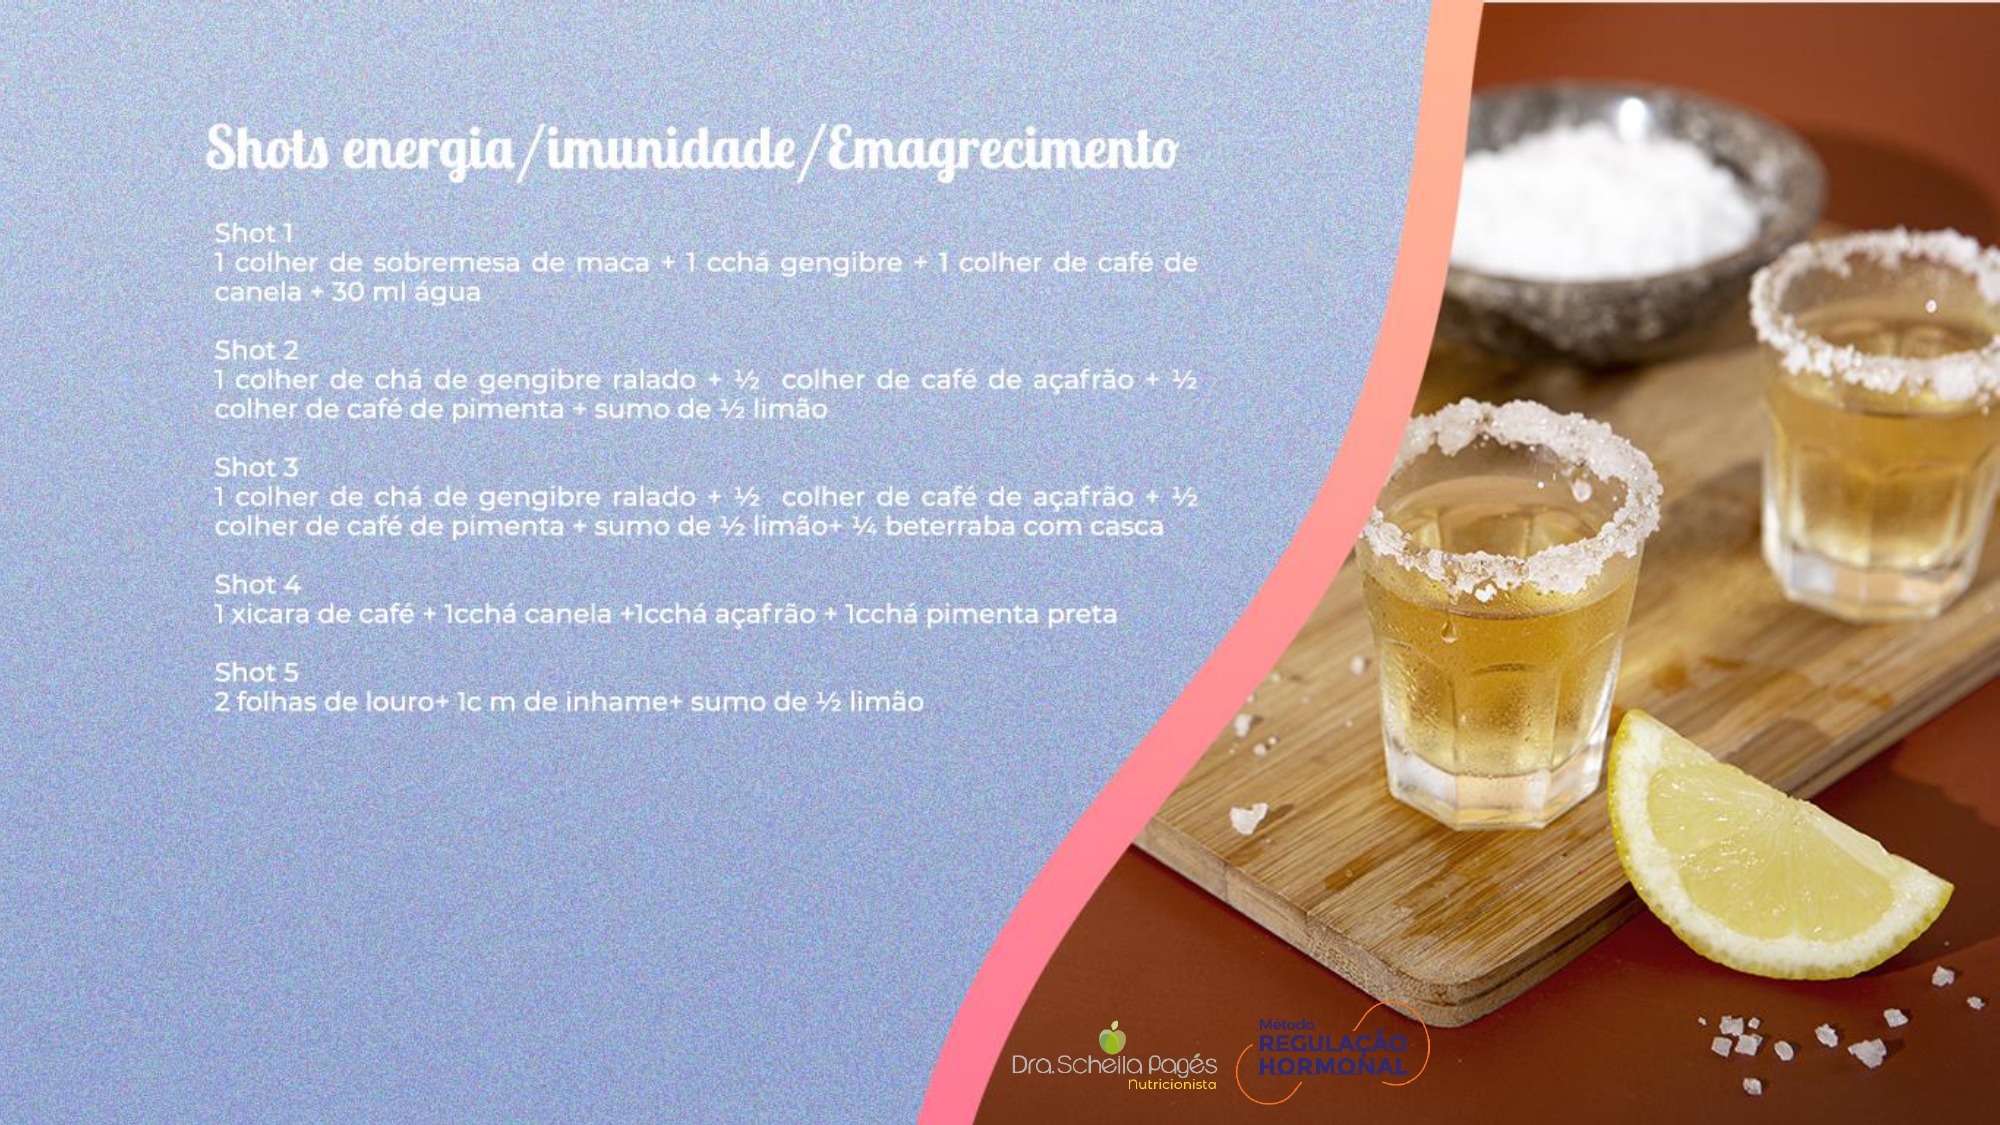 Shots energia/imunidade/Emagrecimento
Shot 1
1 colher de sobremesa de maca + 1 cchá gengibre + 1 colher de café de
canela + 30 ml água
Shot 2
1 colher de chá de gengibre ralado + ½ colher de café de açafrão + ½
colher de café de pimenta + sumo de ½ limão
Shot 3
1 colher de chá de gengibre ralado + ½ colher de café de açafrão + ½
colher de café de pimenta + sumo de ½ limão+ ¼ beterraba com casca
Shot 4
1 xicara de café + 1cchá canela +1cchá açafrão + 1cchá pimenta preta
Shot 5
2 folhas de louro+ 1c m de inhame+ sumo de ½ limão
Dra. Scheila Pagés
Nutricionista
Método
REGULAÇÃO
HORMONAL